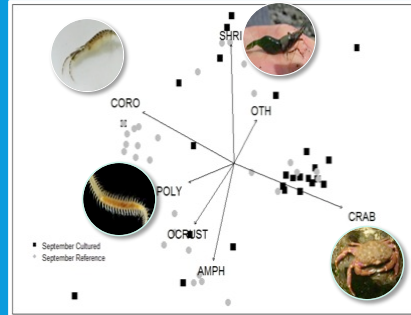 SHRI
OTH
CORO
POLY
CRAB
OCRUST
AMPH
September Cultured
September Reference